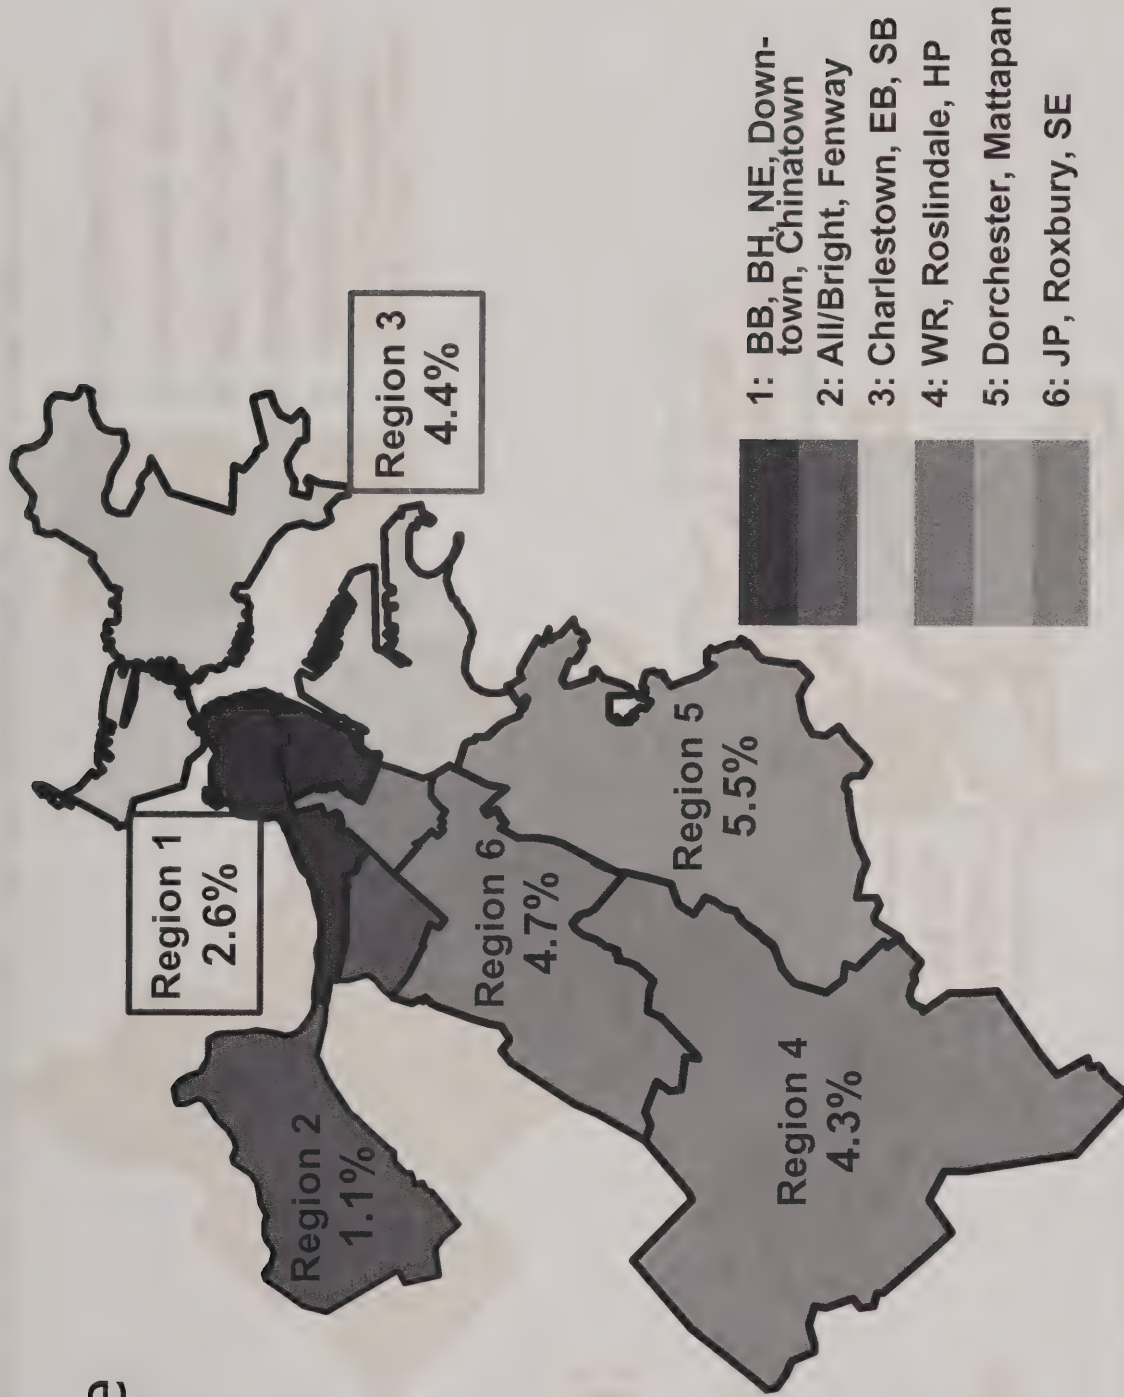 e
Region 1
2.6%
Region 2
1.1%
Region 3
4.4%
Region 6
4.7%
Region 5
5.5%
Region 4
4.3%
1: BB, BH, NE, Down-
town, Chinatown
2: All/Bright, Fenway
3: Charlestown, EB, SB
4: WR, Roslindale, HP
5: Dorchester, Mattapan
6: JP, Roxbury, SE